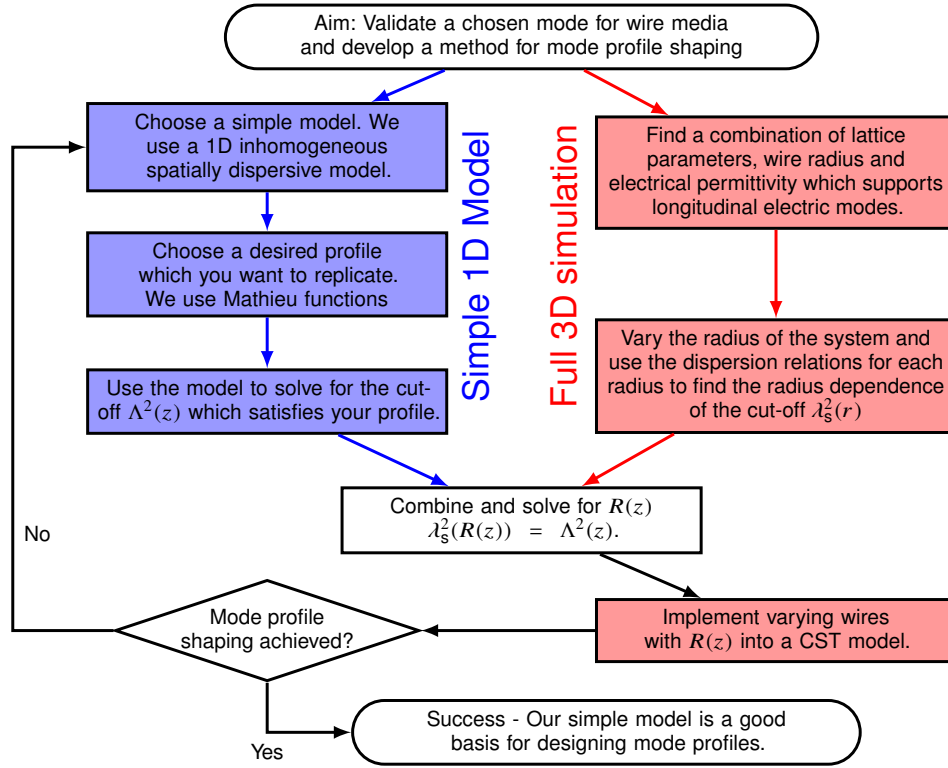 Aim: Validate a chosen mode for wire media
and develop a method for mode profile shaping
Choose a simple model. We
use a 1D inhomogeneous
spatially dispersive model.
Choose a desired profile
which you want to replicate.
We use Mathieu functions
Use the model to solve for the cut-
off Λ²(z) which satisfies your profile.
Simple 1D Model
Full 3D simulation
Find a combination of lattice
parameters, wire radius and
electrical permittivity which supports
longitudinal electric modes.
Vary the radius of the system and
use the dispersion relations for each
radius to find the radius dependence
of the cut-off λ²ₛ(r)
Combine and solve for R(z)
λ²ₛ(R(z)) = Λ²(z).
Implement varying wires
with R(z) into a CST model.
Mode profile
shaping achieved?
No
Yes
Success - Our simple model is a good
basis for designing mode profiles.